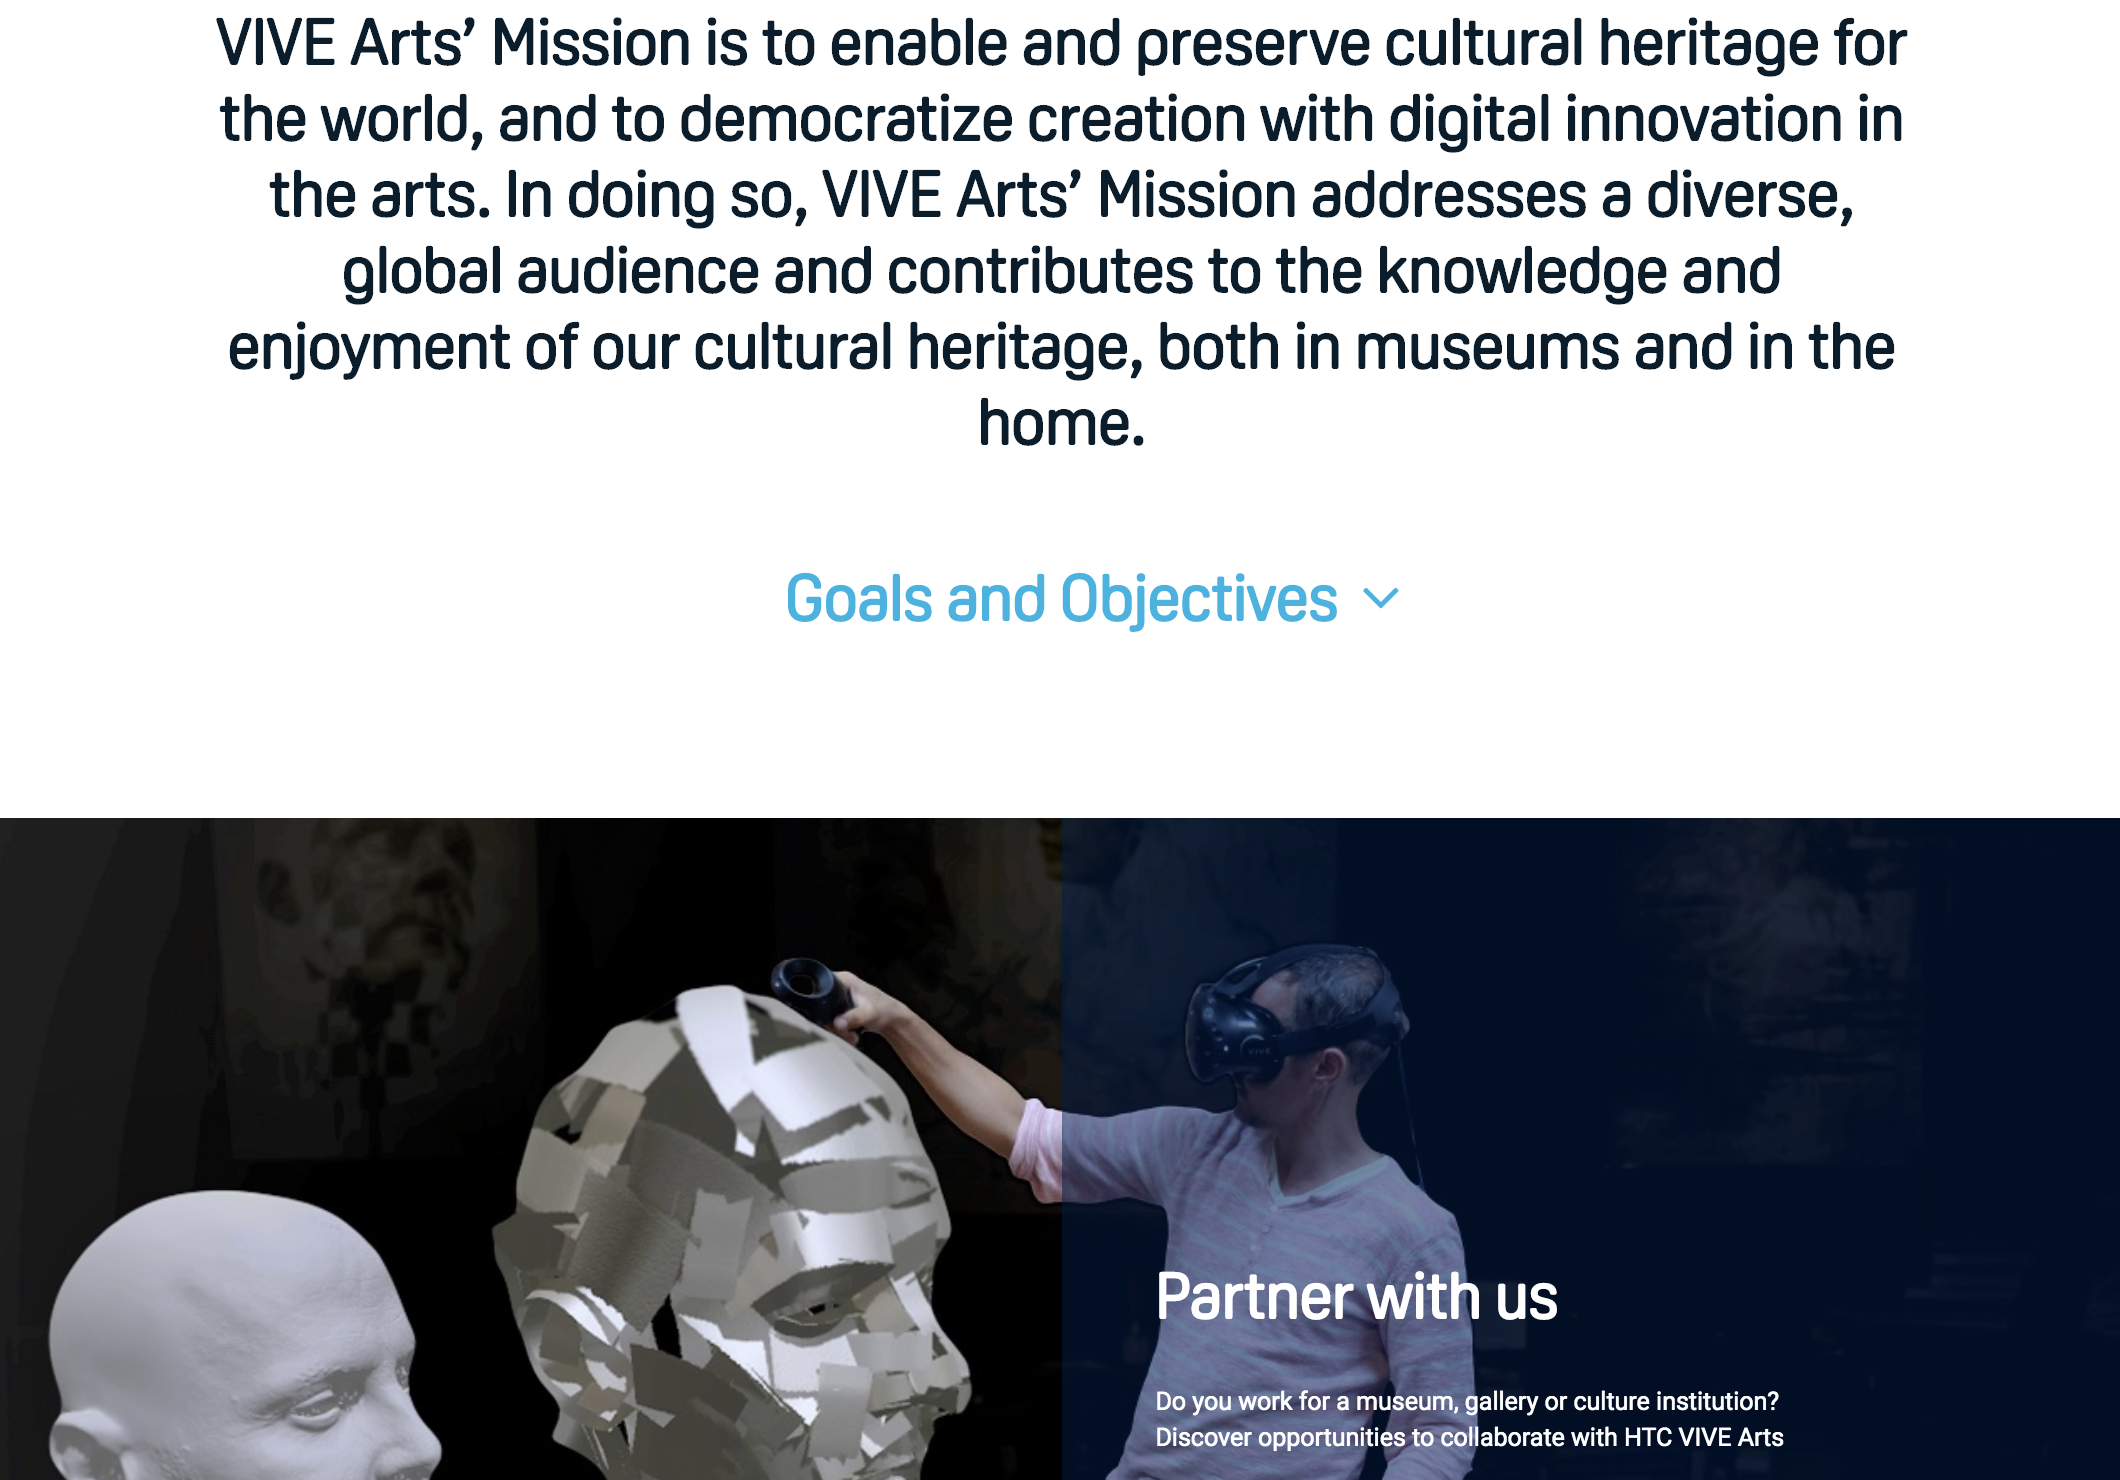 VIVE Arts’ Mission is to enable and preserve cultural heritage for
the world, and to democratize creation with digital innovation in
the arts. In doing so, VIVE Arts’ Mission addresses a diverse,
global audience and contributes to the knowledge and
enjoyment of our cultural heritage, both in museums and in the
home.
Goals and Objectives
VIVE
Partner with us
Do you work for a museum, gallery or culture institution?
Discover opportunities to collaborate with HTC VIVE Arts